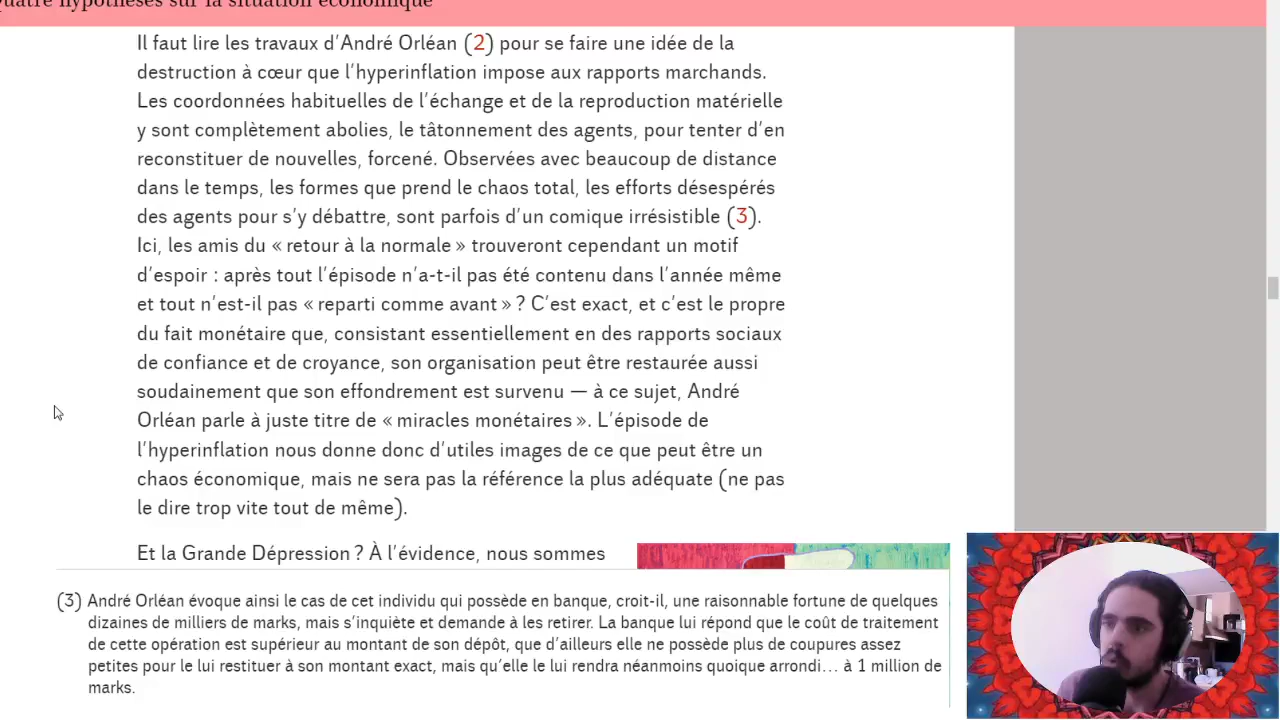 quatre hypothèses sur la situation économique
Il faut lire les travaux d’André Orléan (2) pour se faire une idée de la
destruction à cœur que l’hyperinflation impose aux rapports marchands.
Les coordonnées habituelles de l’échange et de la reproduction matérielle
y sont complètement abolies, le tâtonnement des agents, pour tenter d’en
reconstituer de nouvelles, forcené. Observées avec beaucoup de distance
dans le temps, les formes que prend le chaos total, les efforts désespérés
des agents pour s’y débattre, sont parfois d’un comique irrésistible (3).
Ici, les amis du « retour à la normale » trouveront cependant un motif
d’espoir : après tout l’épisode n’a-t-il pas été contenu dans l’année même
et tout n’est-il pas « reparti comme avant » ? C’est exact, et c’est le propre
du fait monétaire que, consistant essentiellement en des rapports sociaux
de confiance et de croyance, son organisation peut être restaurée aussi
soudainement que son effondrement est survenu — à ce sujet, André
Orléan parle à juste titre de « miracles monétaires ». L’épisode de
l’hyperinflation nous donne donc d’utiles images de ce que peut être un
chaos économique, mais ne sera pas la référence la plus adéquate (ne pas
le dire trop vite tout de même).
Et la Grande Dépression ? À l’évidence, nous sommes
(3) André Orléan évoque ainsi le cas de cet individu qui possède en banque, croit-il, une raisonnable fortune de quelques
dizaines de milliers de marks, mais s’inquiète et demande à les retirer. La banque lui répond que le coût de traitement
de cette opération est supérieur au montant de son dépôt, que d’ailleurs elle ne possède plus de coupures assez
petites pour le lui restituer à son montant exact, mais qu’elle le lui rendra néanmoins quoique arrondi… à 1 million de
marks.